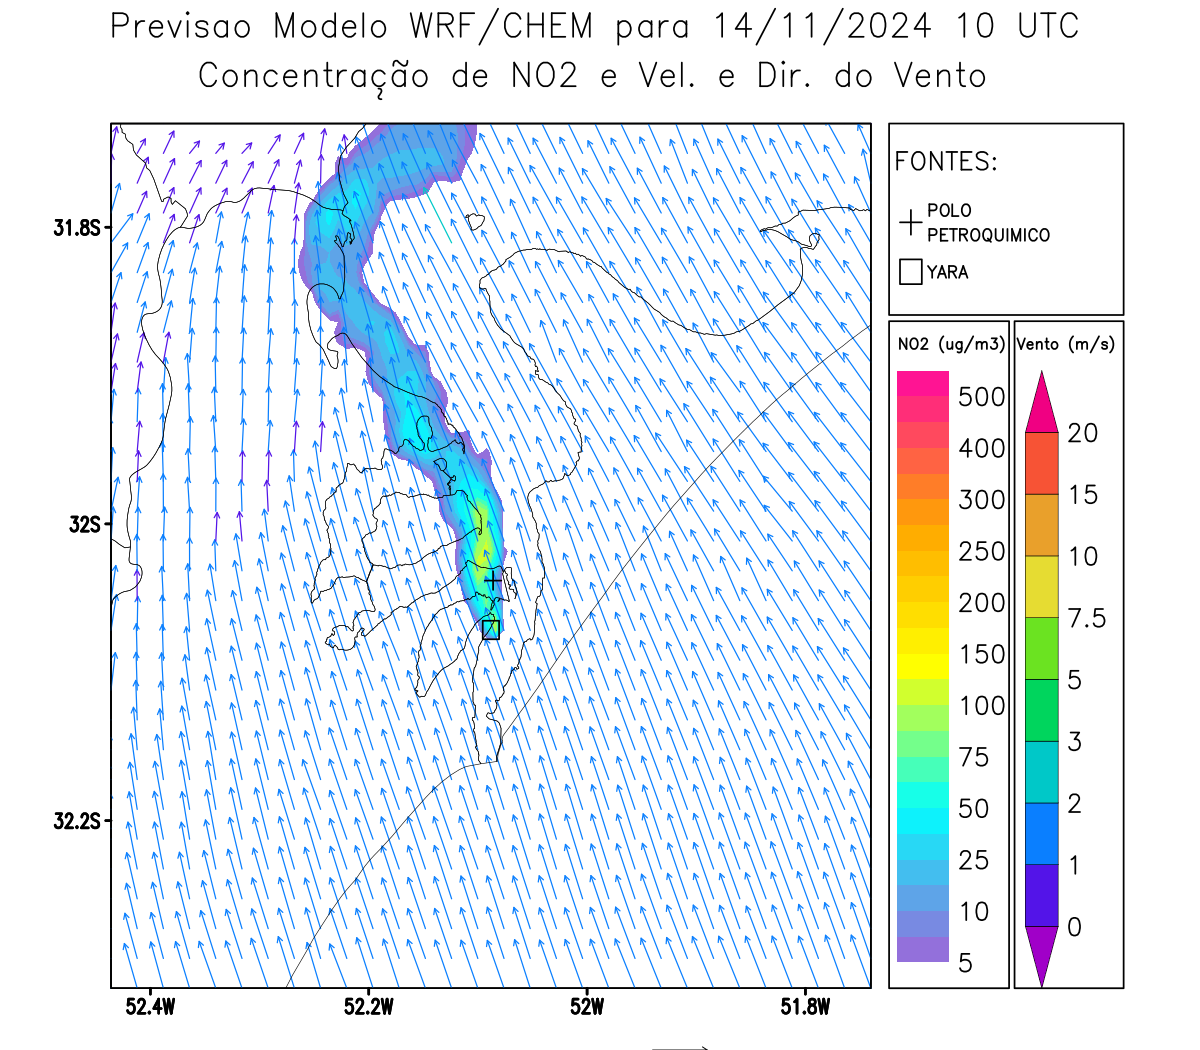 Previsao Modelo WRF/CHEM para 14/11/2024 10 UTC
Concentração de NO2 e Vel. e Dir. do Vento
FONTES:
POLO
PETROQUIMICO
YARA
NO2 (ug/m3)
500
400
300
250
200
150
100
75
50
25
10
5
Vento (m/s)
20
15
10
7.5
5
3
2
1
0
31.8S
32S
32.2S
52.4W
52.2W
52W
51.8W